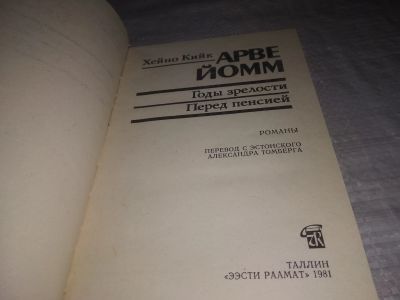 Хейно Кийк
АРВЕ
ЙОММ
Годы зрелости
Перед пенсией
РОМАНЫ
ПЕРЕВОД С ЭСТОНСКОГО
АЛЕКСАНДРА ТОМБЕРГА
ТАЛЛИН
«ЭЭСТИ РААМАТ» 1981